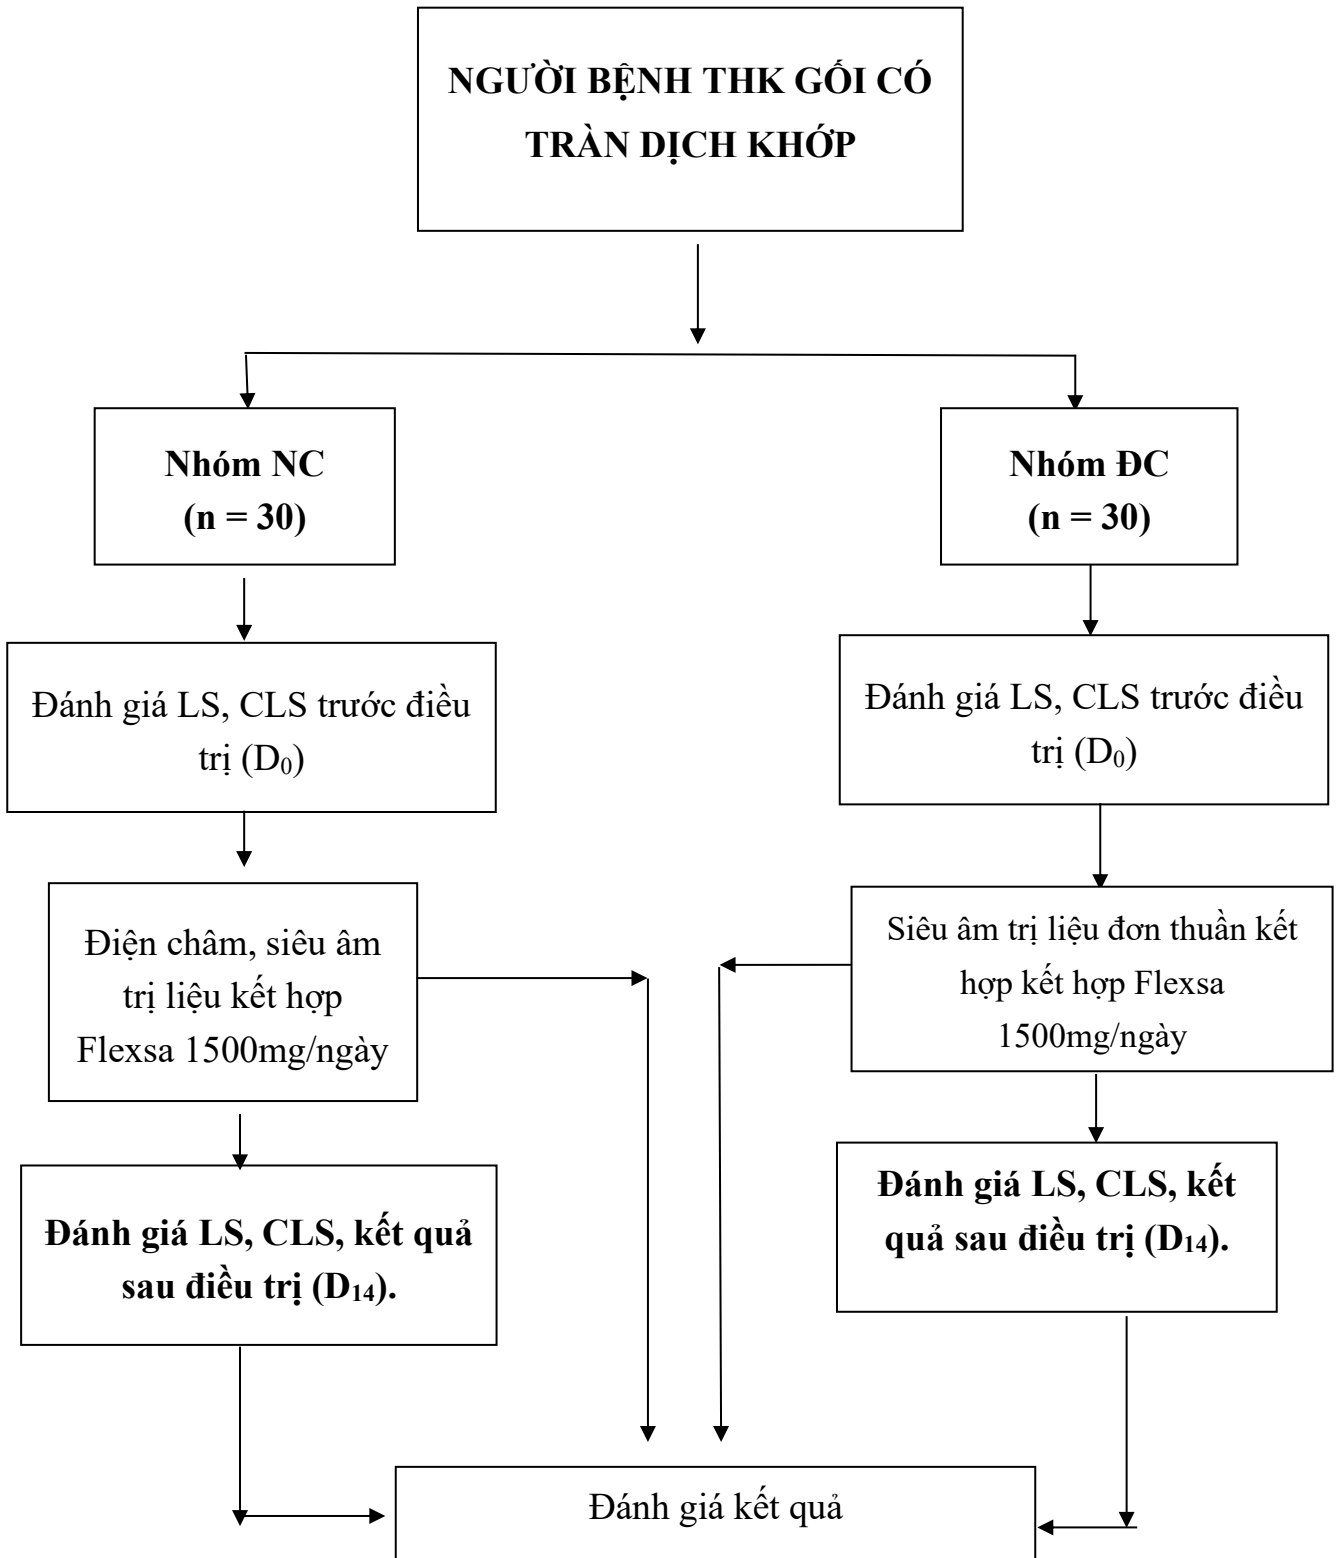 NGƯỜI BỆNH THK GỐI CÓ
TRÀN DỊCH KHỚP
Nhóm NC
(n = 30)
Nhóm ĐC
(n = 30)
Đánh giá LS, CLS trước điều
trị (D₀)
Đánh giá LS, CLS trước điều
trị (D₀)
Điện châm, siêu âm
trị liệu kết hợp
Flexsa 1500mg/ngày
Siêu âm trị liệu đơn thuần kết
hợp kết hợp Flexsa
1500mg/ngày
Đánh giá LS, CLS, kết quả
sau điều trị (D₁₄).
Đánh giá LS, CLS, kết
quả sau điều trị (D₁₄).
Đánh giá kết quả